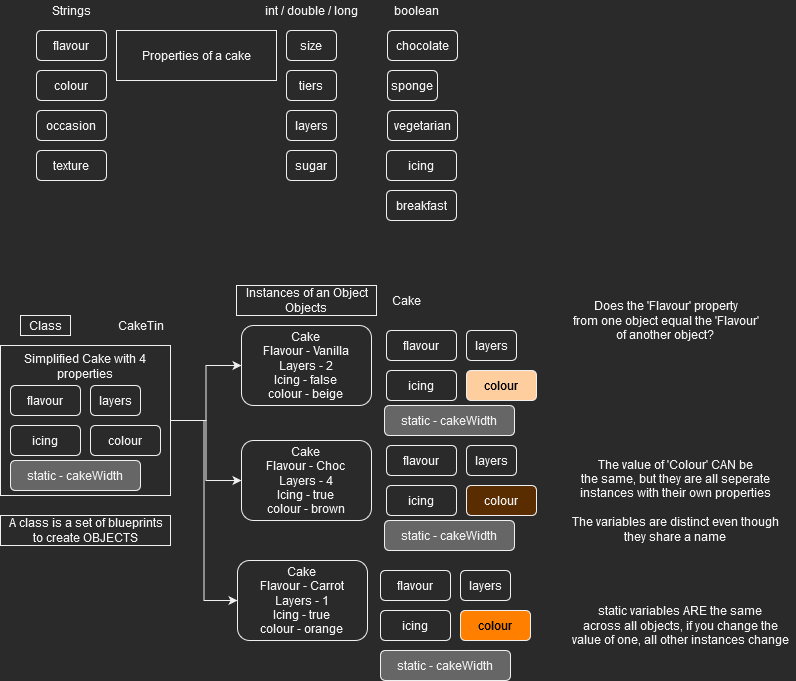 Strings
int / double / long
boolean
flavour
Properties of a cake
size
chocolate
colour
tiers
sponge
occasion
layers
vegetarian
texture
sugar
icing
breakfast
Instances of an Object
Objects
Cake
Does the 'Flavour' property
from one object equal the 'Flavour'
of another object?
Class
CakeTin
Simplified Cake with 4
properties
flavour
layers
icing
colour
static - cakeWidth
A class is a set of blueprints
to create OBJECTS
Cake
Flavour - Vanilla
Layers - 2
Icing - false
colour - beige
flavour
layers
icing
colour
static - cakeWidth
Cake
Flavour - Choc
Layers - 4
Icing - true
colour - brown
flavour
layers
icing
colour
static - cakeWidth
The value of 'Colour' CAN be
the same, but they are all seperate
instances with their own properties
The variables are distinct even though
they share a name
Cake
Flavour - Carrot
Layers - 1
Icing - true
colour - orange
flavour
layers
icing
colour
static - cakeWidth
static variables ARE the same
across all objects, if you change the
value of one, all other instances change